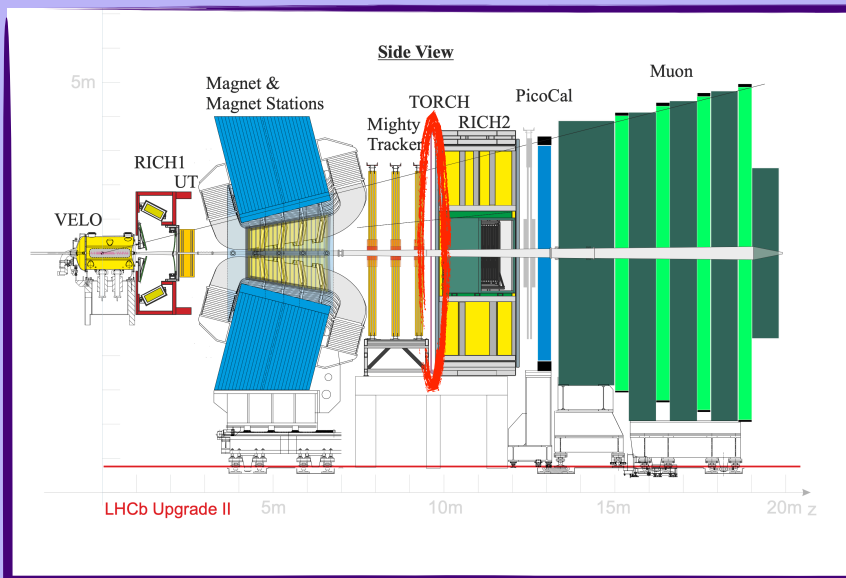 Side View
5m
Magnet &
Magnet Stations
Muon
PicoCal
TORCH
Mighty
Tracker
RICH2
RICH1
UT
VELO
LHCb Upgrade II
5m
10m
15m
20m z